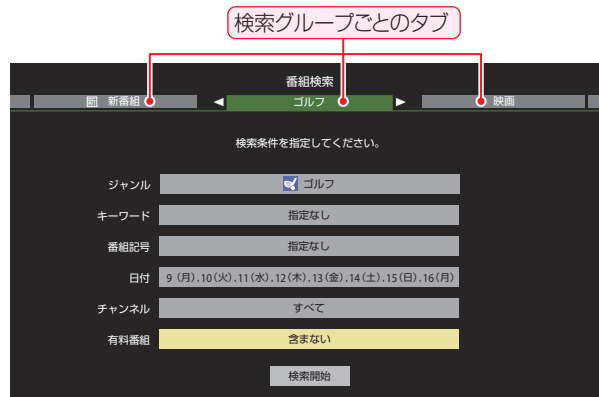 検索グループごとのタブ
番組検索
新 新番組 ◀ ゴルフ ▶ 映画
検索条件を指定してください。
ジャンル ゴルフ
キーワード 指定なし
番組記号 指定なし
日付 9 (月).10(火).11(水).12(木).13(金).14(土).15(日).16(月)
チャンネル すべて
有料番組 含まない
検索開始